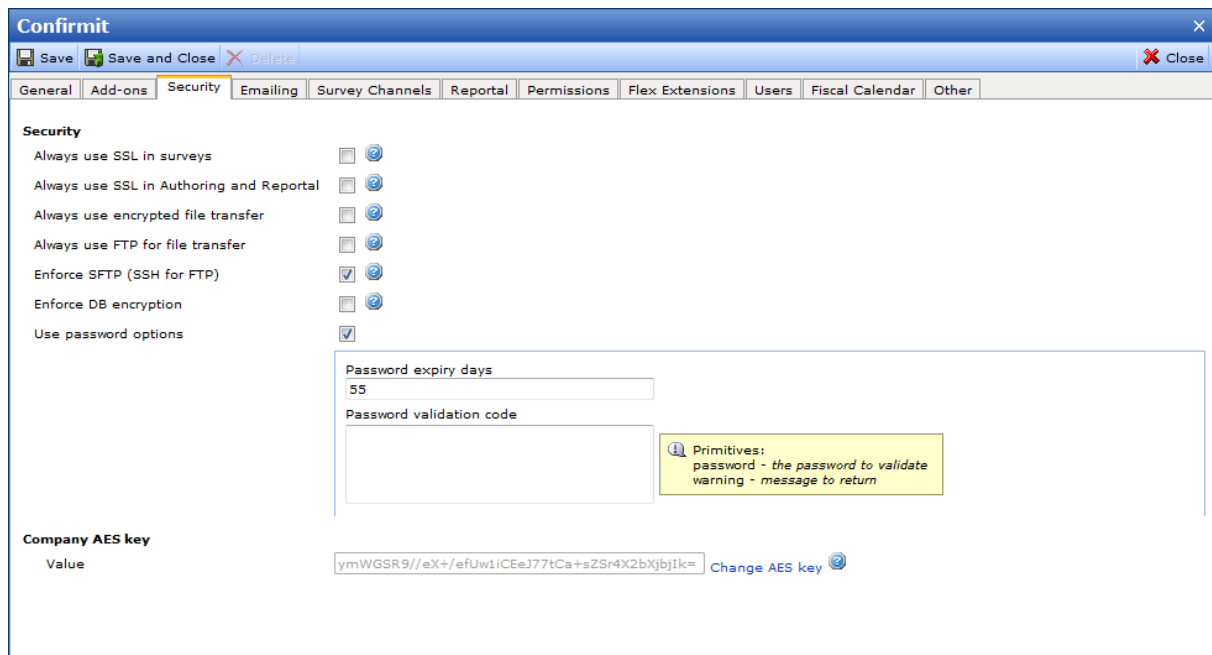 Confirmit
Save Save and Close Delete Close
General Add-ons Security Emailing Survey Channels Reportal Permissions Flex Extensions Users Fiscal Calendar Other
Security
Always use SSL in surveys
Always use SSL in Authoring and Reportal
Always use encrypted file transfer
Always use FTP for file transfer
Enforce SFTP (SSH for FTP)
Enforce DB encryption
Use password options
Password expiry days
55
Password validation code
Primitives:
password - the password to validate
warning - message to return
Company AES key
Value ymWGSR9//eX+/efUw1iCEeJ77tCa+sZSr4X2bXjbjIk= Change AES key